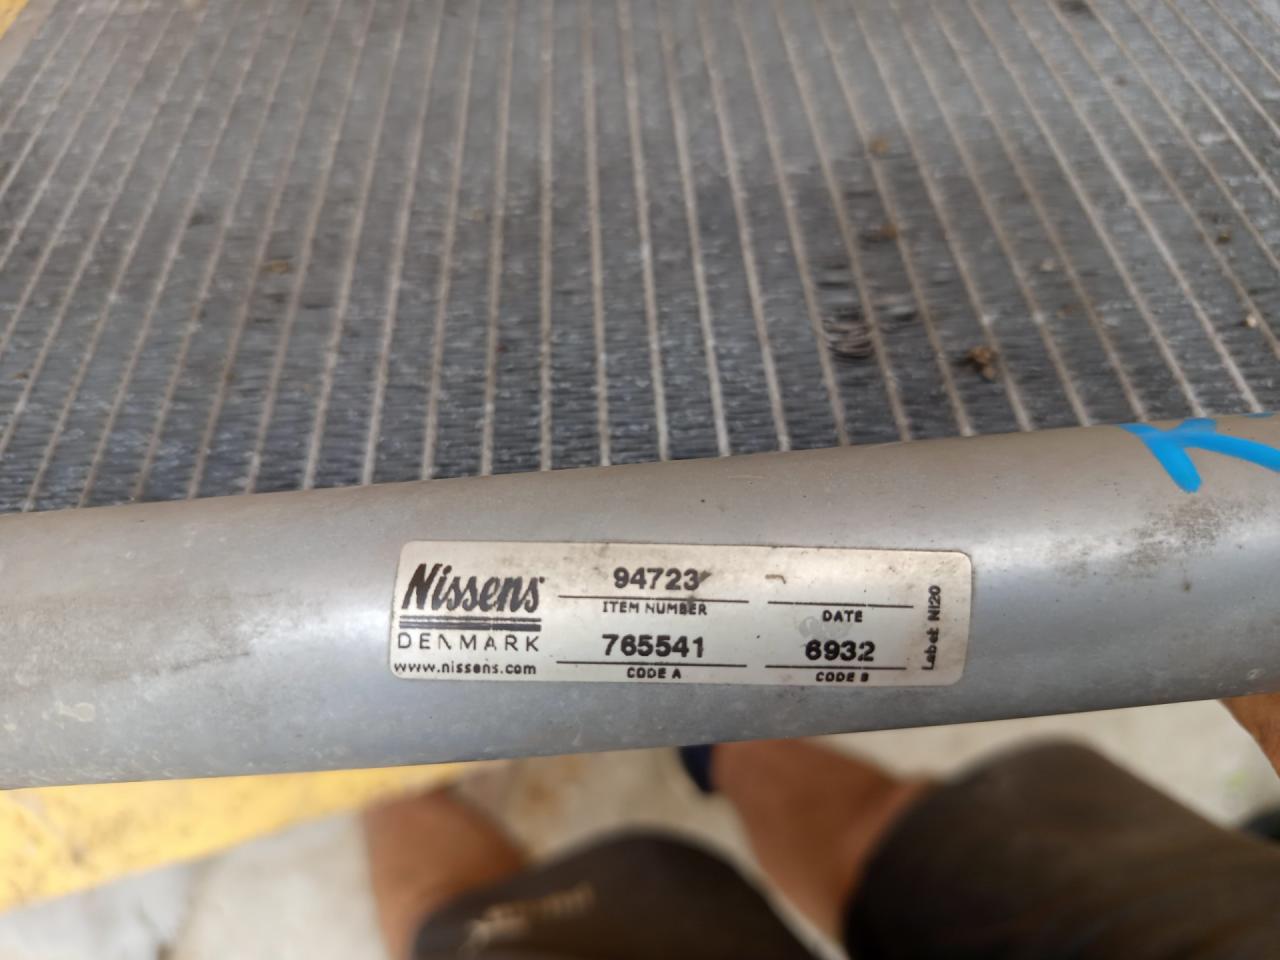 Nissens
DENMARK
www.nissens.com
94723
ITEM NUMBER
765541
CODE A
DATE
6932
CODE B
Label: NI20